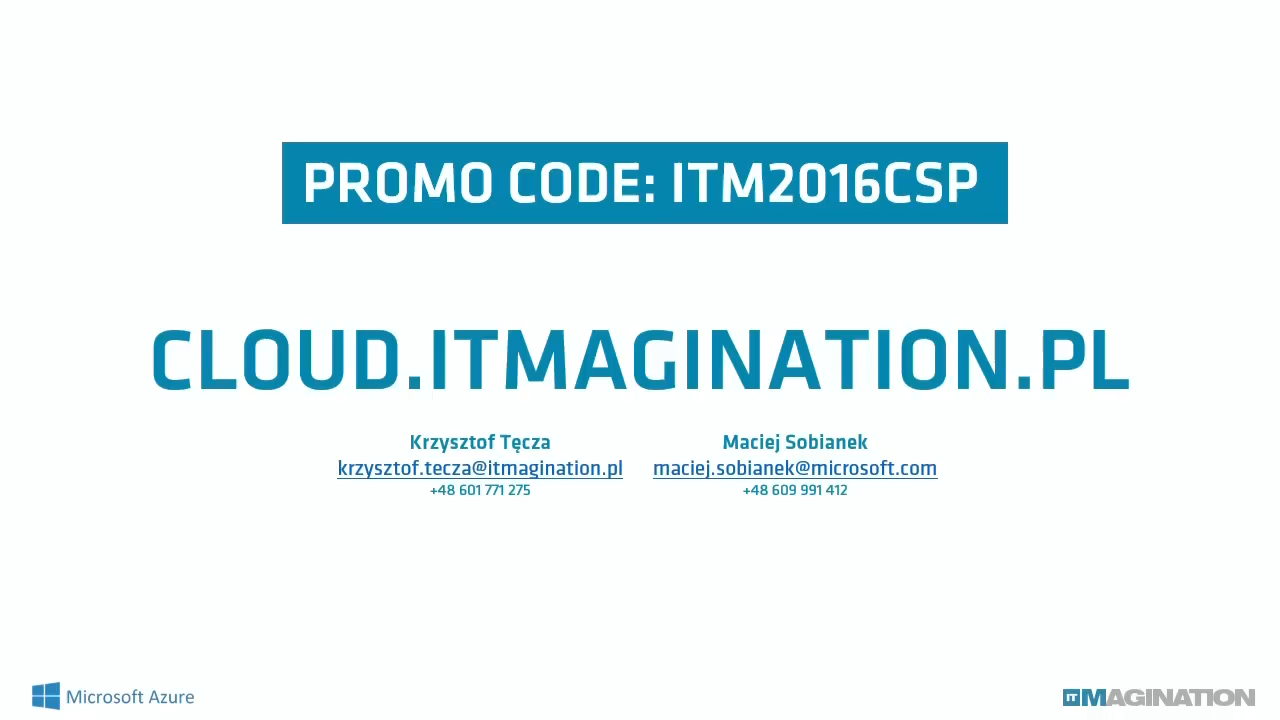 PROMO CODE: ITM2016CSP
CLOUD.ITMAGINATION.PL
Krzysztof Tęcza
krzysztof.tecza@itmagination.pl
+48 601 771 275
Maciej Sobianek
maciej.sobianek@microsoft.com
+48 609 991 412
Microsoft Azure
ITMAGINATION